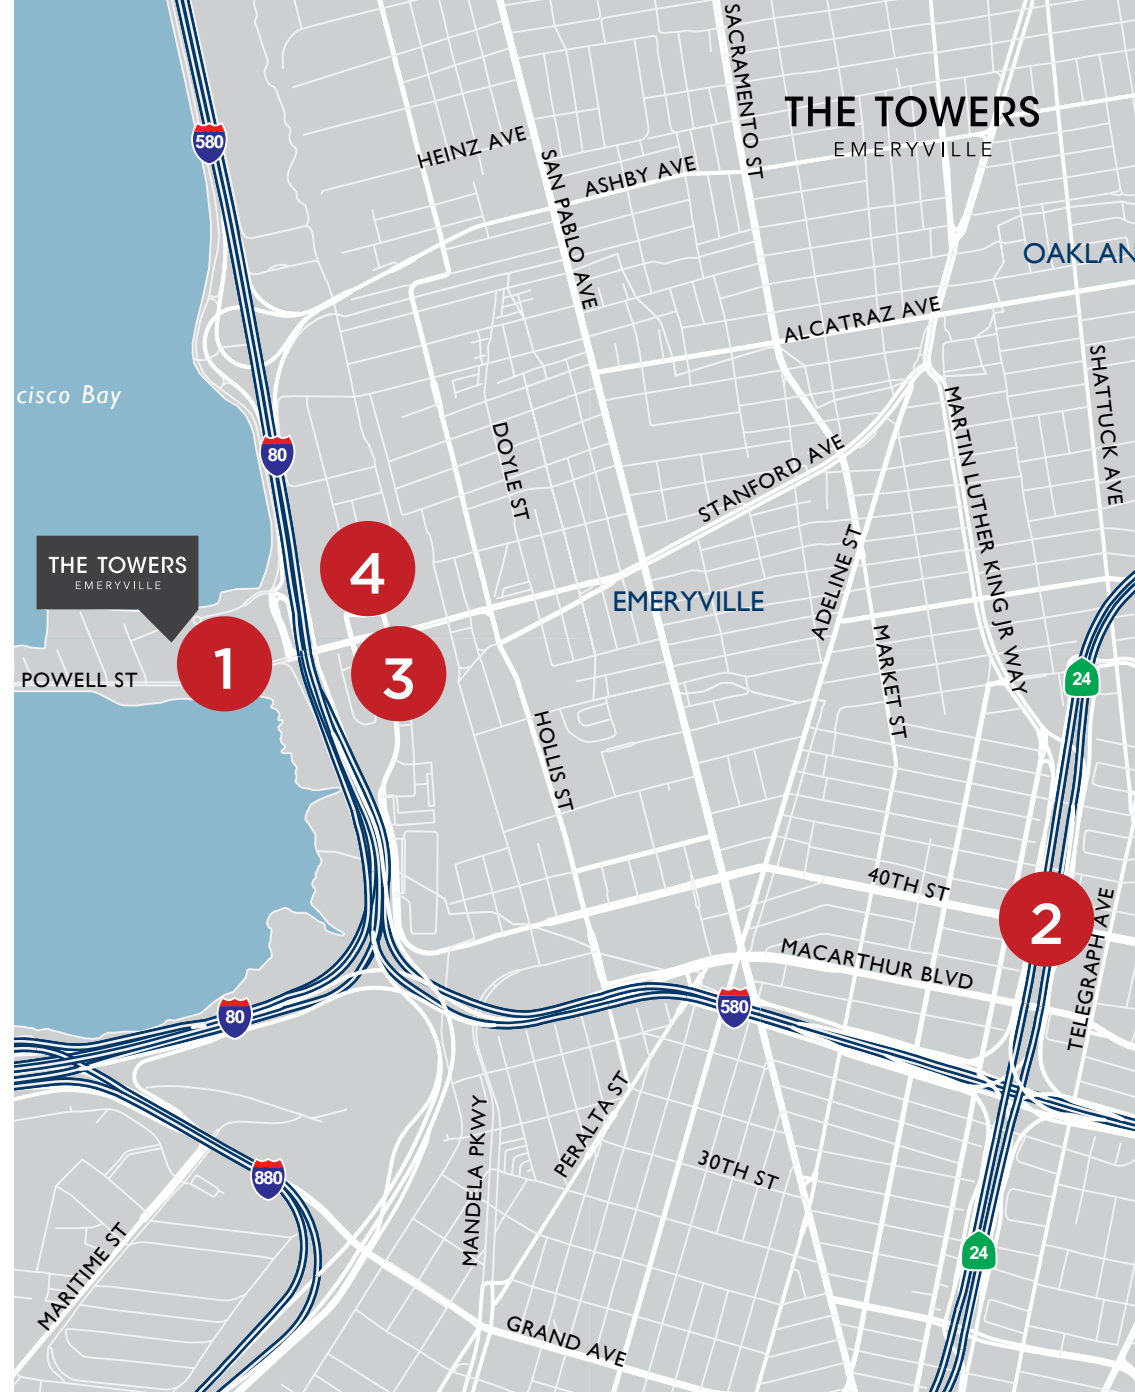 THE TOWERS
EMERYVILLE
SACRAMENTO ST
580
HEINZ AVE
SAN PABLO AVE
ASHBY AVE
OAKLAN
ALCATRAZ AVE
SHATTUCK AVE
cisco Bay
MARTIN LUTHER KING JR WAY
DOYLE ST
80
STANFORD AVE
4
THE TOWERS
EMERYVILLE
ADELINE ST
EMERYVILLE
1
3
POWELL ST
MARKET ST
24
HOLLIS ST
40TH ST
2
TELEGRAPH AVE
MACARTHUR BLVD
80
580
PERALTA ST
MANDELA PKWY
30TH ST
880
MARITIME ST
24
GRAND AVE